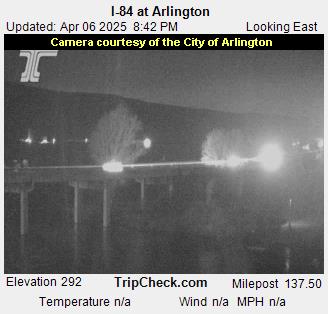 I-84 at Arlington
Updated: Apr 06 2025 8:42 PM Looking East
Camera courtesy of the City of Arlington
Elevation 292 TripCheck.com Milepost 137.50
Temperature n/a Wind n/a MPH n/a